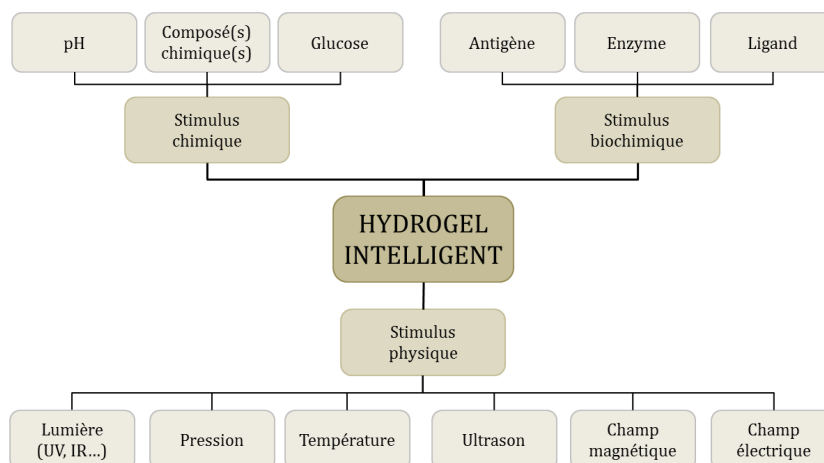 pH
Composé(s)
chimique(s)
Glucose
Antigène
Enzyme
Ligand
Stimulus
chimique
Stimulus
biochimique
HYDROGEL
INTELLIGENT
Stimulus
physique
Lumière
(UV, IR...)
Pression
Température
Ultrason
Champ
magnétique
Champ
électrique